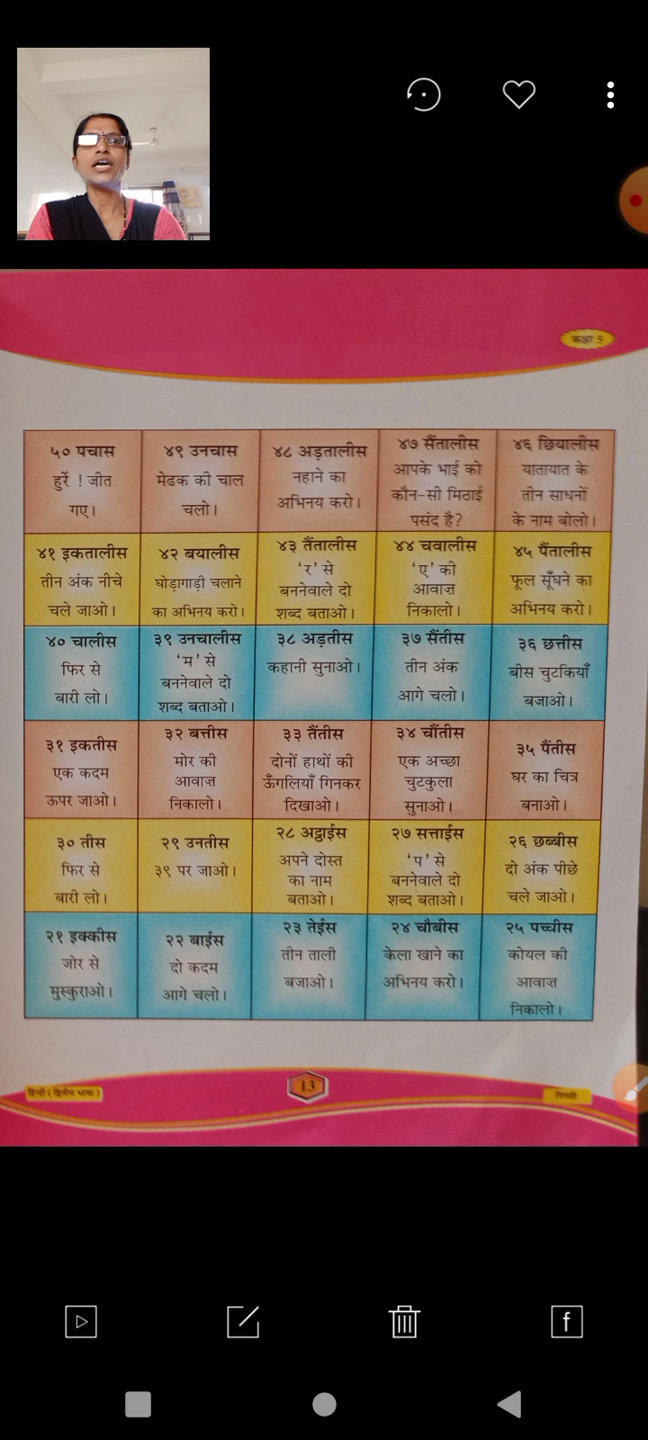 कक्षा 5
५० पचास
हुर्रे ! जीत
गए।
४९ उनचास
मेढक की चाल
चलो।
४८ अड़तालीस
नहाने का
अभिनय करो।
४७ सैंतालीस
आपके भाई को
कौन-सी मिठाई
पसंद है?
४६ छियालीस
यातायात के
तीन साधनों
के नाम बोलो।
४१ इकतालीस
तीन अंक नीचे
चले जाओ।
४२ बयालीस
घोड़ागाड़ी चलाने
का अभिनय करो।
४३ तैंतालीस
'र' से
बननेवाले दो
शब्द बताओ।
४४ चवालीस
'ए' की
आवाज़
निकालो।
४५ पैंतालीस
फूल सूँघने का
अभिनय करो।
४० चालीस
फिर से
बारी लो।
३९ उनचालीस
'म' से
बननेवाले दो
शब्द बताओ।
३८ अड़तीस
कहानी सुनाओ।
३७ सैंतीस
तीन अंक
आगे चलो।
३६ छत्तीस
बीस चुटकियाँ
बजाओ।
३१ इकतीस
एक कदम
ऊपर जाओ।
३२ बत्तीस
मोर की
आवाज़
निकालो।
३३ तैंतीस
दोनों हाथों की
ऊँगलियाँ गिनकर
दिखाओ।
३४ चौंतीस
एक अच्छा
चुटकुला
सुनाओ।
३५ पैंतीस
घर का चित्र
बनाओ।
३० तीस
फिर से
बारी लो।
२९ उनतीस
३९ पर जाओ।
२८ अट्ठाईस
अपने दोस्त
का नाम
बताओ।
२७ सत्ताईस
'प' से
बननेवाले दो
शब्द बताओ।
२६ छब्बीस
दो अंक पीछे
चले जाओ।
२१ इक्कीस
जोर से
मुस्कुराओ।
२२ बाईस
दो कदम
आगे चलो।
२३ तेईस
तीन ताली
बजाओ।
२४ चौबीस
केला खाने का
अभिनय करो।
२५ पच्चीस
कोयल की
आवाज़
निकालो।
हिन्दी ( द्वितीय भाषा )
13
गिनती